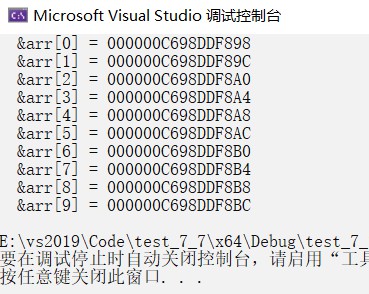 Microsoft Visual Studio 调试控制台
&arr[0] = 000000C698DDF898
&arr[1] = 000000C698DDF89C
&arr[2] = 000000C698DDF8A0
&arr[3] = 000000C698DDF8A4
&arr[4] = 000000C698DDF8A8
&arr[5] = 000000C698DDF8AC
&arr[6] = 000000C698DDF8B0
&arr[7] = 000000C698DDF8B4
&arr[8] = 000000C698DDF8B8
&arr[9] = 000000C698DDF8BC
E:\vs2019\Code\test_7_7\x64\Debug\test_7_
要在调试停止时自动关闭控制台，请启用“工具
按任意键关闭此窗口. . .